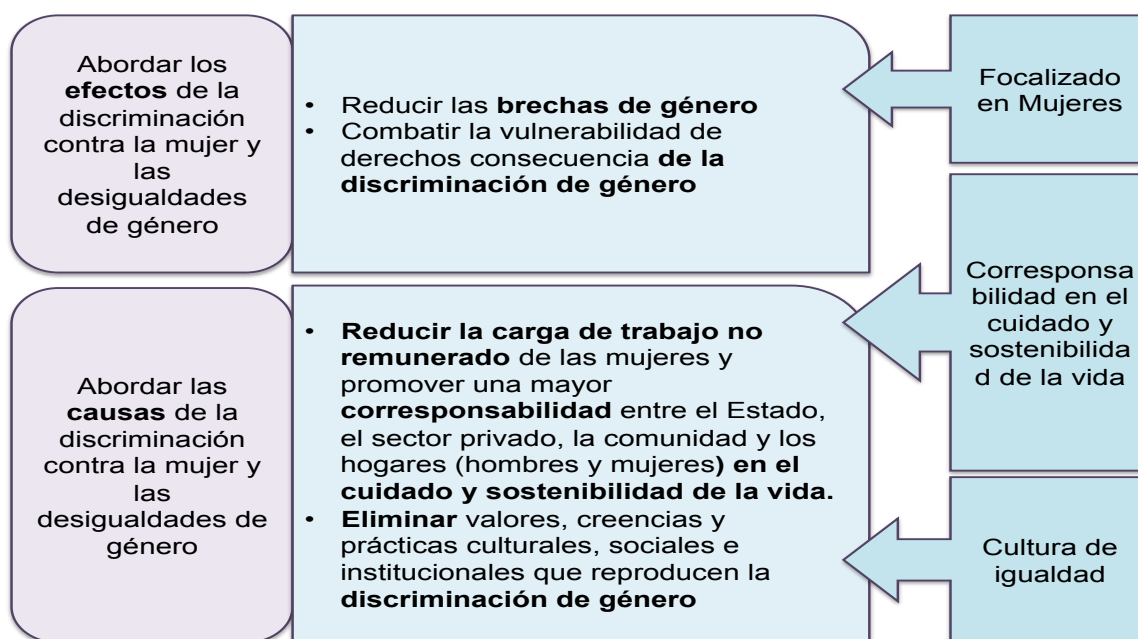 Abordar los
efectos de la
discriminación
contra la mujer y
las
desigualdades
de género
• Reducir las brechas de género
• Combatir la vulnerabilidad de
derechos consecuencia de la
discriminación de género
Focalizado
en Mujeres
Abordar las
causas de la
discriminación
contra la mujer y
las
desigualdades de
género
• Reducir la carga de trabajo no
remunerado de las mujeres y
promover una mayor
corresponsabilidad entre el Estado,
el sector privado, la comunidad y los
hogares (hombres y mujeres) en el
cuidado y sostenibilidad de la vida.
• Eliminar valores, creencias y
prácticas culturales, sociales e
institucionales que reproducen la
discriminación de género
Corresponsa
bilidad en el
cuidado y
sostenibilida
d de la vida
Cultura de
igualdad